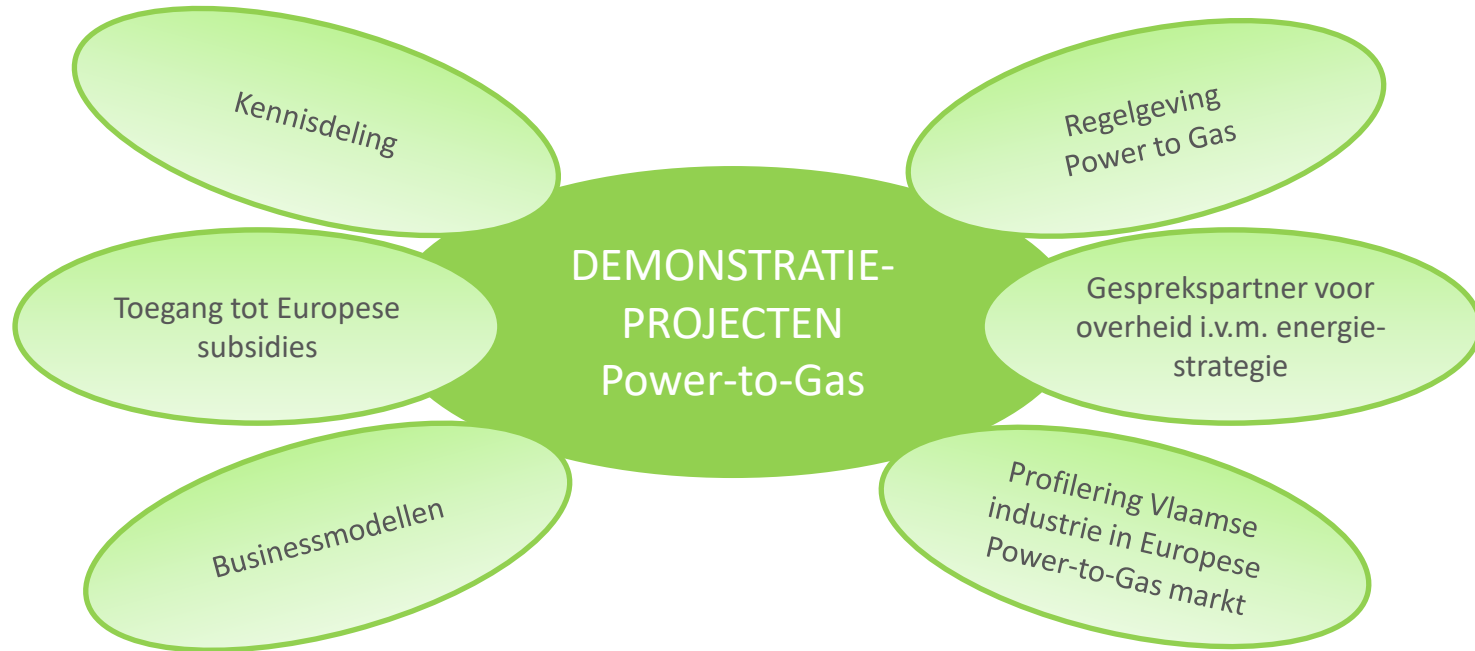 Kennisdeling
Regelgeving
Power to Gas
DEMONSTRATIE-
PROJECTEN
Power-to-Gas
Toegang tot Europese
subsidies
Gesprekspartner voor
overheid i.v.m. energie-
strategie
Businessmodellen
Profilering Vlaamse
industrie in Europese
Power-to-Gas markt